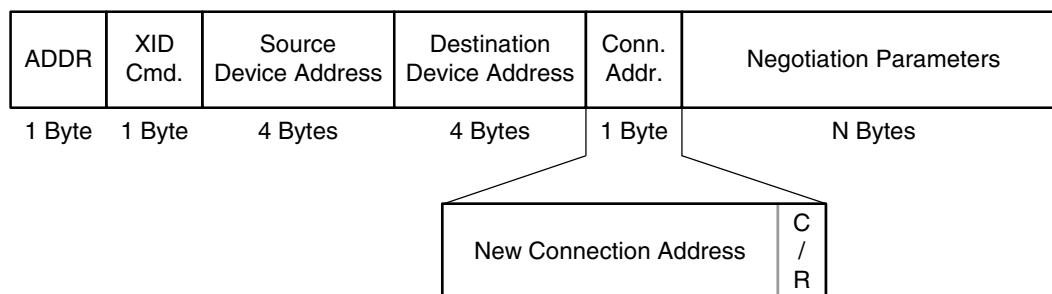 ADDR
XID
Cmd.
Source
Device Address
Destination
Device Address
Conn.
Addr.
Negotiation Parameters
1 Byte
1 Byte
4 Bytes
4 Bytes
1 Byte
N Bytes
New Connection Address
C
/
R